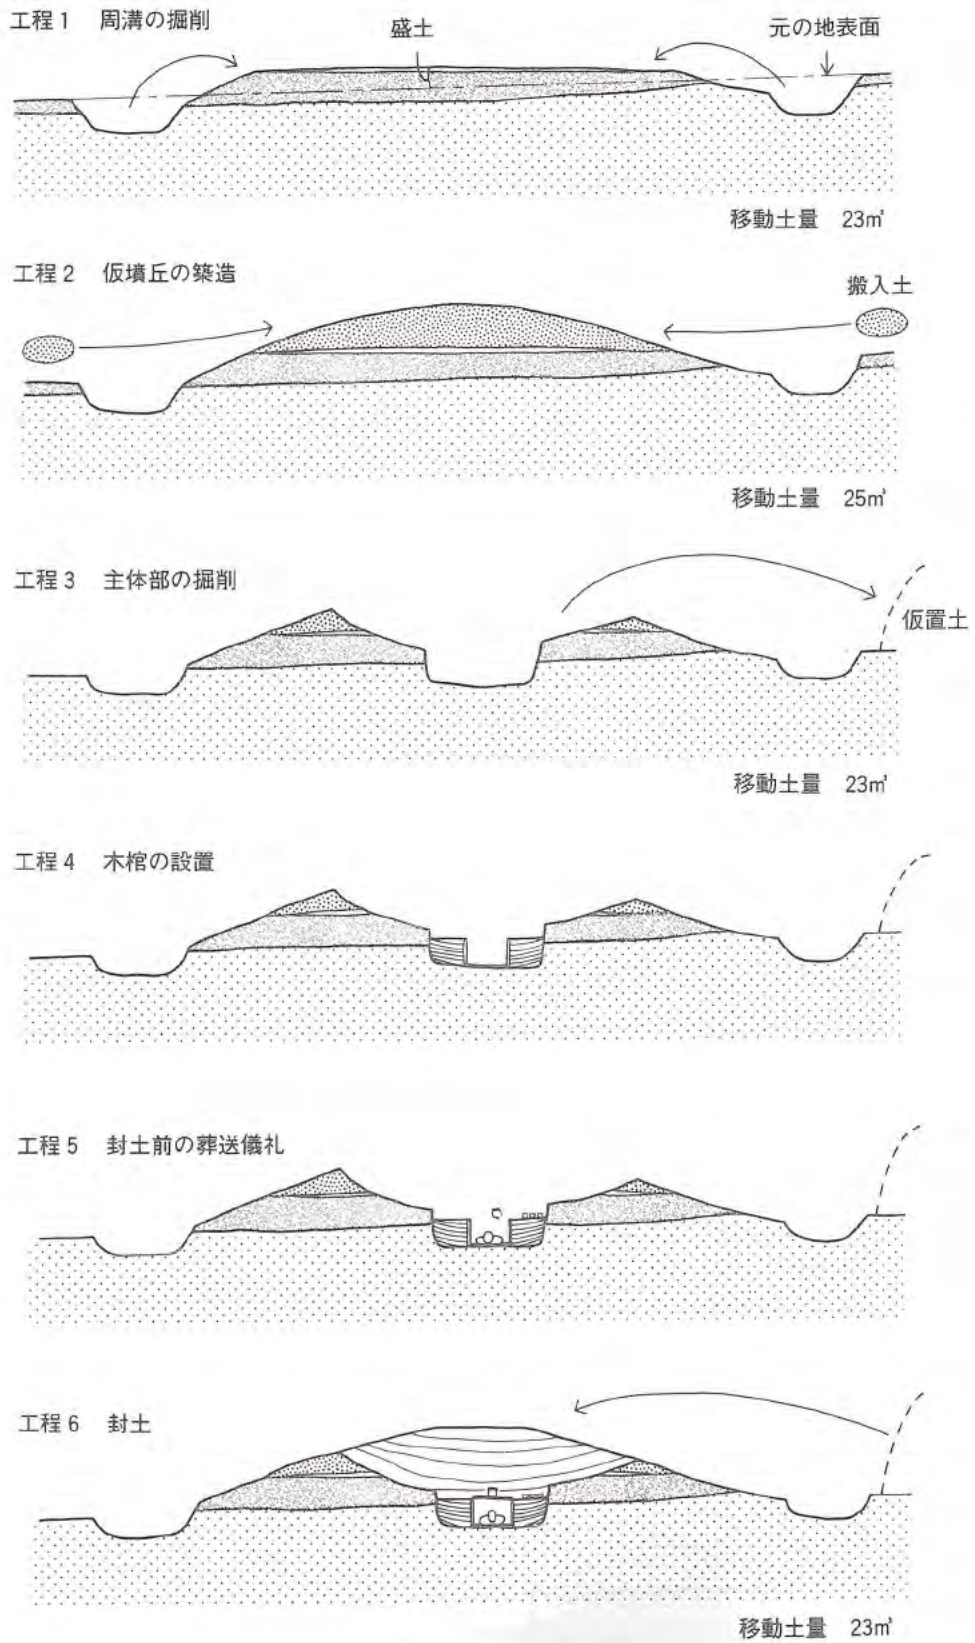 工程1 周溝の掘削
盛土
元の地表面
移動土量 23㎥
工程2 仮墳丘の築造
搬入土
移動土量 25㎥
工程3 主体部の掘削
仮置土
移動土量 23㎥
工程4 木棺の設置
工程5 封土前の葬送儀礼
工程6 封土
移動土量 23㎥